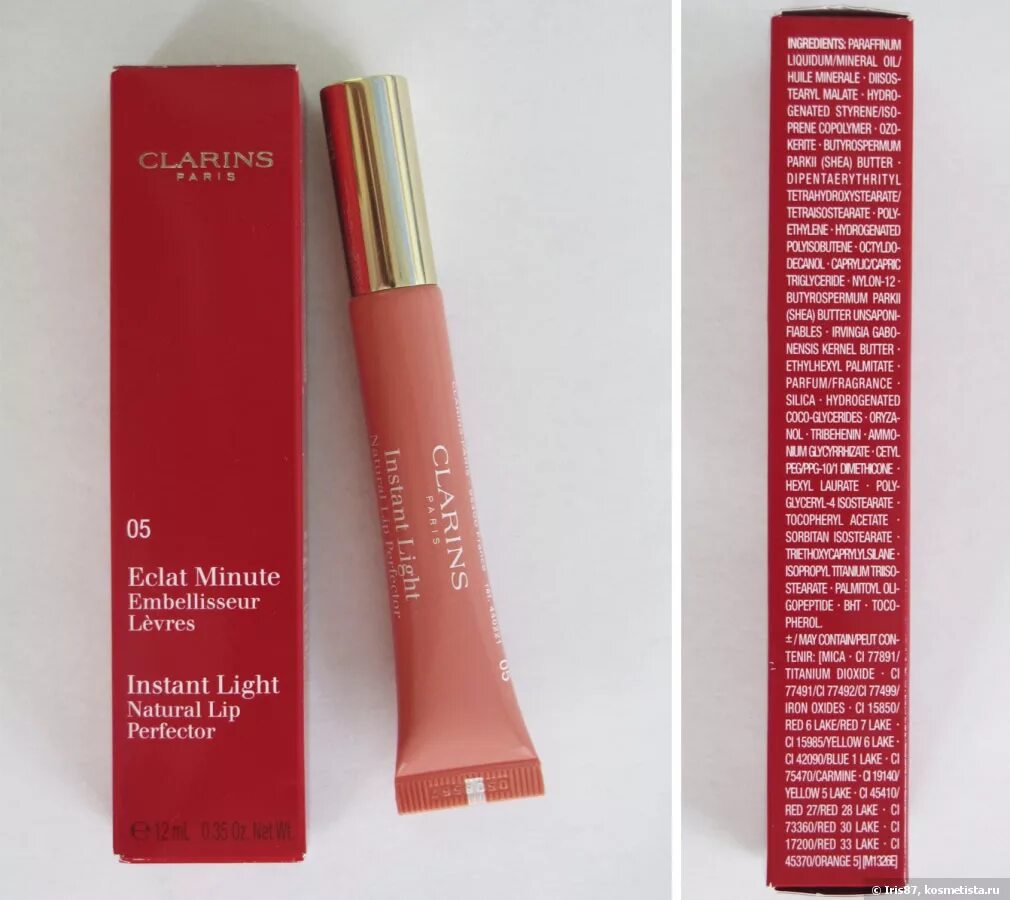 CLARINS
PARIS
05
Eclat Minute
Embellisseur
Lèvres
Instant Light
Natural Lip
Perfector
℮ 12 mL 0.35 Oz. Net Wt.
CLARINS
PARIS
Instant Light
Natural Lip Perfector
05
INGREDIENTS: PARAFFINUM
LIQUIDUM/MINERAL OIL/
HUILE MINERALE · DIISOS-
TEARYL MALATE · HYDRO-
GENATED STYRENE/ISO-
PRENE COPOLYMER · OZO-
KERITE · BUTYROSPERMUM
PARKII (SHEA) BUTTER ·
DIPENTAERYTHRITYL
TETRAHYDROXYSTEARATE/
TETRAISOSTEARATE · POLY-
ETHYLENE · HYDROGENATED
POLYISOBUTENE · OCTYLDO-
DECANOL · CAPRYLIC/CAPRIC
TRIGLYCERIDE · NYLON-12 ·
BUTYROSPERMUM PARKII
(SHEA) BUTTER UNSAPONI-
FIABLES · IRVINGIA GABO-
NENSIS KERNEL BUTTER ·
ETHYLHEXYL PALMITATE ·
PARFUM/FRAGRANCE ·
SILICA · HYDROGENATED
COCO-GLYCERIDES · ORYZA-
NOL · TRIBEHENIN · AMMO-
NIUM GLYCYRRHIZATE · CETYL
PEG/PPG-10/1 DIMETHICONE ·
HEXYL LAURATE · POLY-
GLYCERYL-4 ISOSTEARATE ·
TOCOPHERYL ACETATE ·
SORBITAN ISOSTEARATE ·
TRIETHOXYCAPRYLYLSILANE ·
ISOPROPYL TITANIUM TRIISO-
STEARATE · PALMITOYL OLI-
GOPEPTIDE · BHT · TOCO-
PHEROL.
± / MAY CONTAIN/PEUT CON-
TENIR: [MICA · CI 77891/
TITANIUM DIOXIDE · CI
77491/CI 77492/CI 77499/
IRON OXIDES · CI 15850/
RED 6 LAKE/RED 7 LAKE ·
CI 15985/YELLOW 6 LAKE ·
CI 42090/BLUE 1 LAKE · CI
75470/CARMINE · CI 19140/
YELLOW 5 LAKE · CI 45410/
RED 27/RED 28 LAKE · CI
73360/RED 30 LAKE · CI
17200/RED 33 LAKE · CI
45370/ORANGE 5] [M1326E]
© Iris87, kosmetista.ru